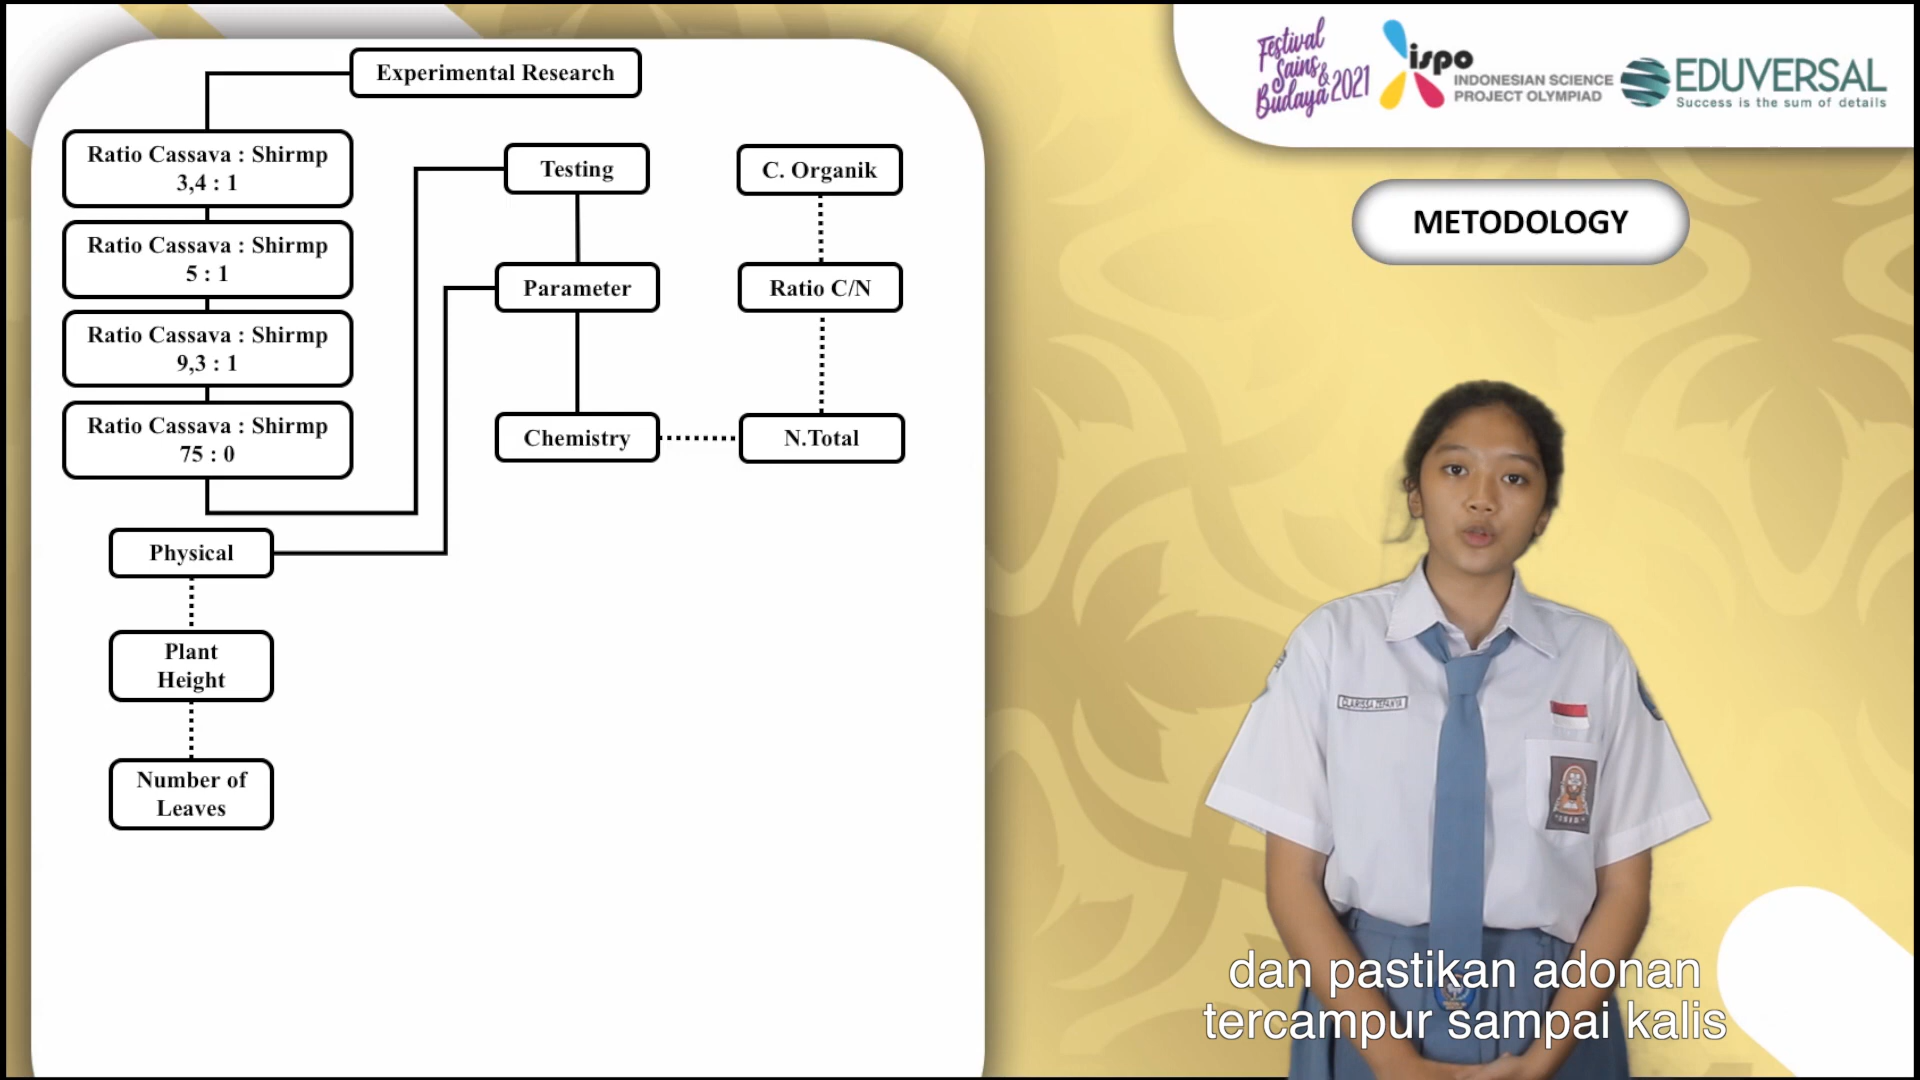 Experimental Research
Ratio Cassava : Shirmp
3,4 : 1
Ratio Cassava : Shirmp
5 : 1
Ratio Cassava : Shirmp
9,3 : 1
Ratio Cassava : Shirmp
75 : 0
Testing
Parameter
Chemistry
C. Organik
Ratio C/N
N.Total
Physical
Plant
Height
Number of
Leaves
Festival
Sains &
Budaya 2021
ispo
INDONESIAN SCIENCE
PROJECT OLYMPIAD
EDUVERSAL
Success is the sum of details
METODOLOGY
CLARISSA ZEFANYA
dan pastikan adonan
tercampur sampai kalis